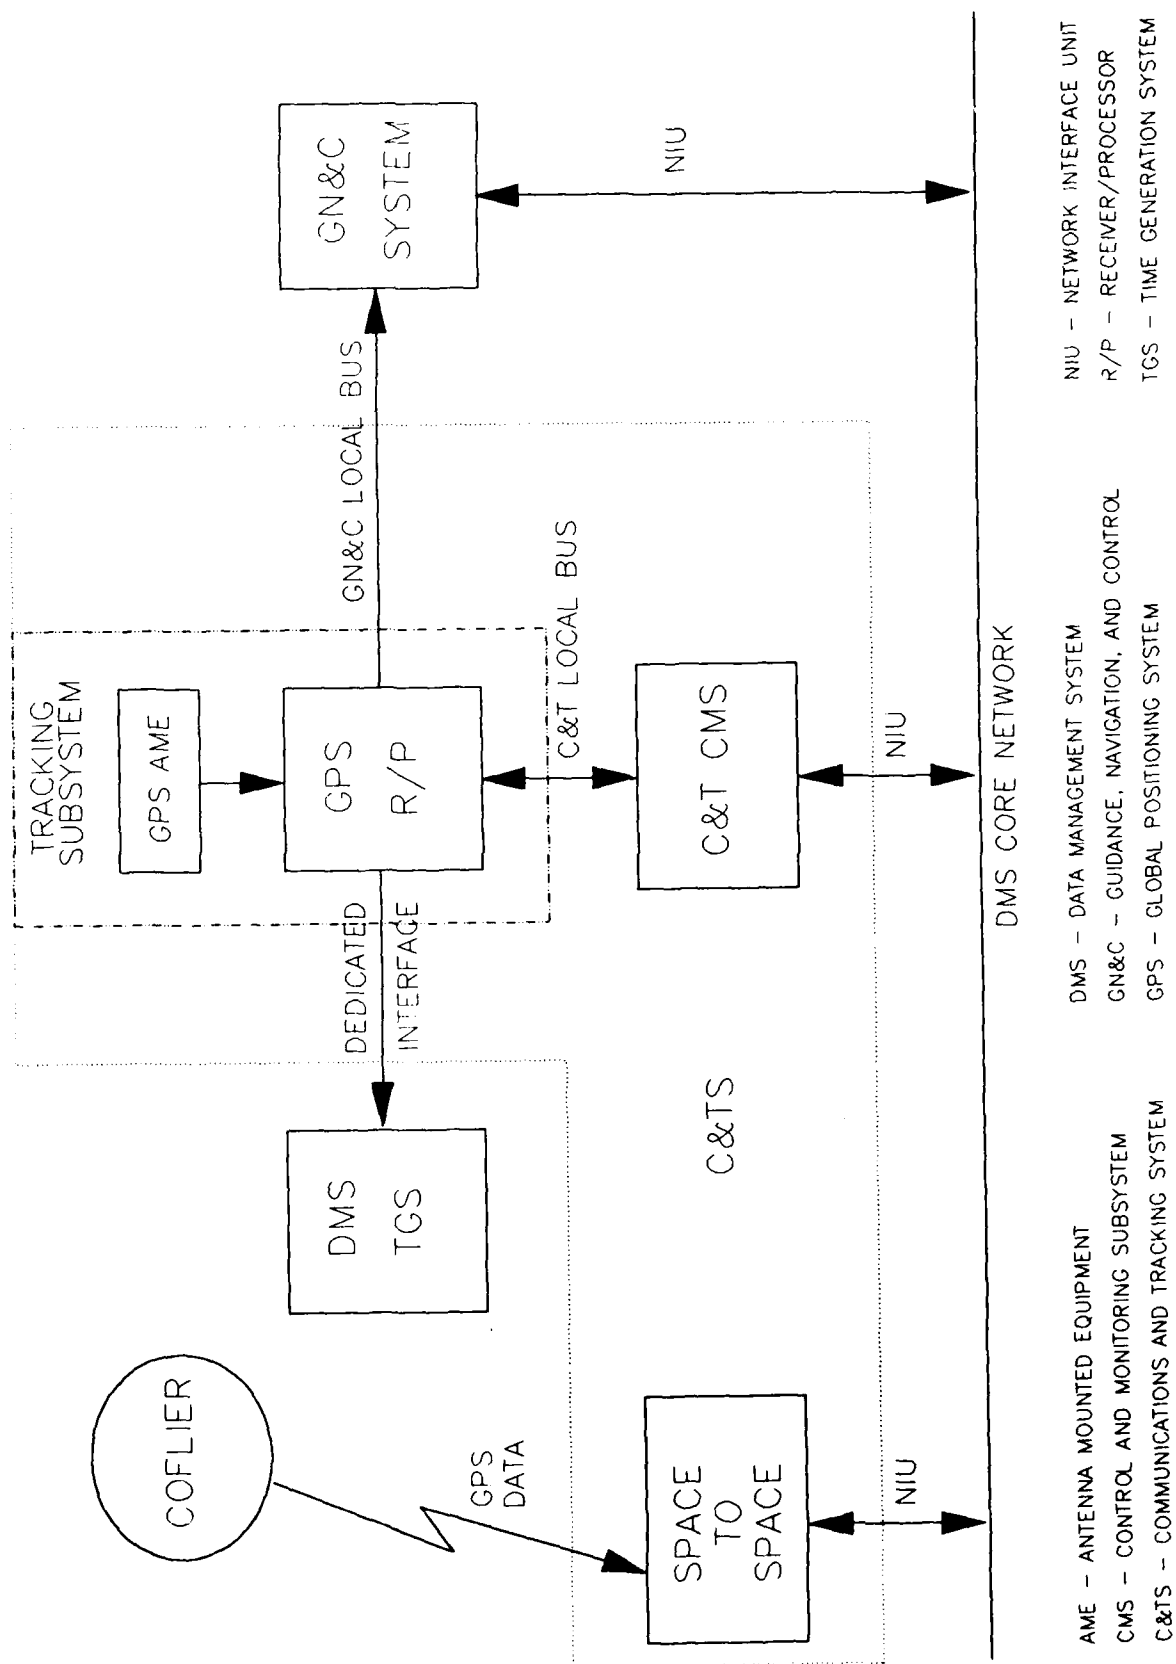 COFLIER
GPS
DATA
SPACE
TO
SPACE
NIU
DMS
TGS
DEDICATED
INTERFACE
TRACKING
SUBSYSTEM
GPS AME
GPS
R/P
GN&C LOCAL BUS
GN&C
SYSTEM
C&T LOCAL BUS
C&T CMS
C&TS
NIU
NIU
DMS CORE NETWORK
AME – ANTENNA MOUNTED EQUIPMENT
CMS – CONTROL AND MONITORING SUBSYSTEM
C&TS – COMMUNICATIONS AND TRACKING SYSTEM
DMS – DATA MANAGEMENT SYSTEM
GN&C – GUIDANCE, NAVIGATION, AND CONTROL
GPS – GLOBAL POSITIONING SYSTEM
NIU – NETWORK INTERFACE UNIT
R/P – RECEIVER/PROCESSOR
TGS – TIME GENERATION SYSTEM